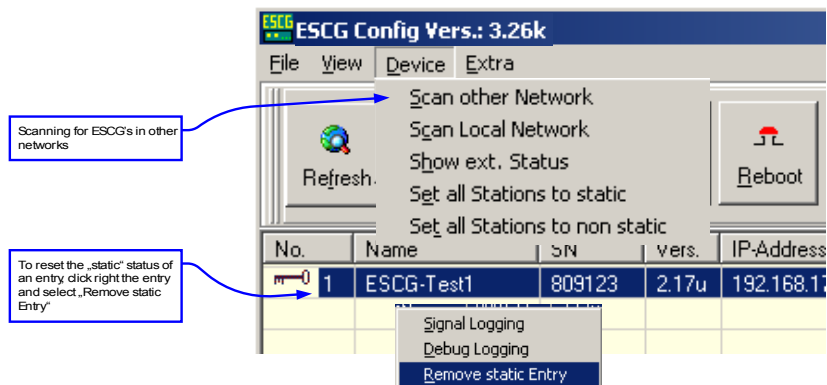 ESCG
ESCG Config Vers.: 3.26k
File View Device Extra
Scanning for ESCG's in other
networks
Scan other Network
Scan Local Network
Show ext. Status
Set all Stations to static
Set all Stations to non static
Refresh
Reboot
No. Name SN Vers. IP-Address
To reset the „static“ status of
an entry, click right the entry
and select „Remove static
Entry“
1 ESCG-Test1 809123 2.17u 192.168.17
Signal Logging
Debug Logging
Remove static Entry